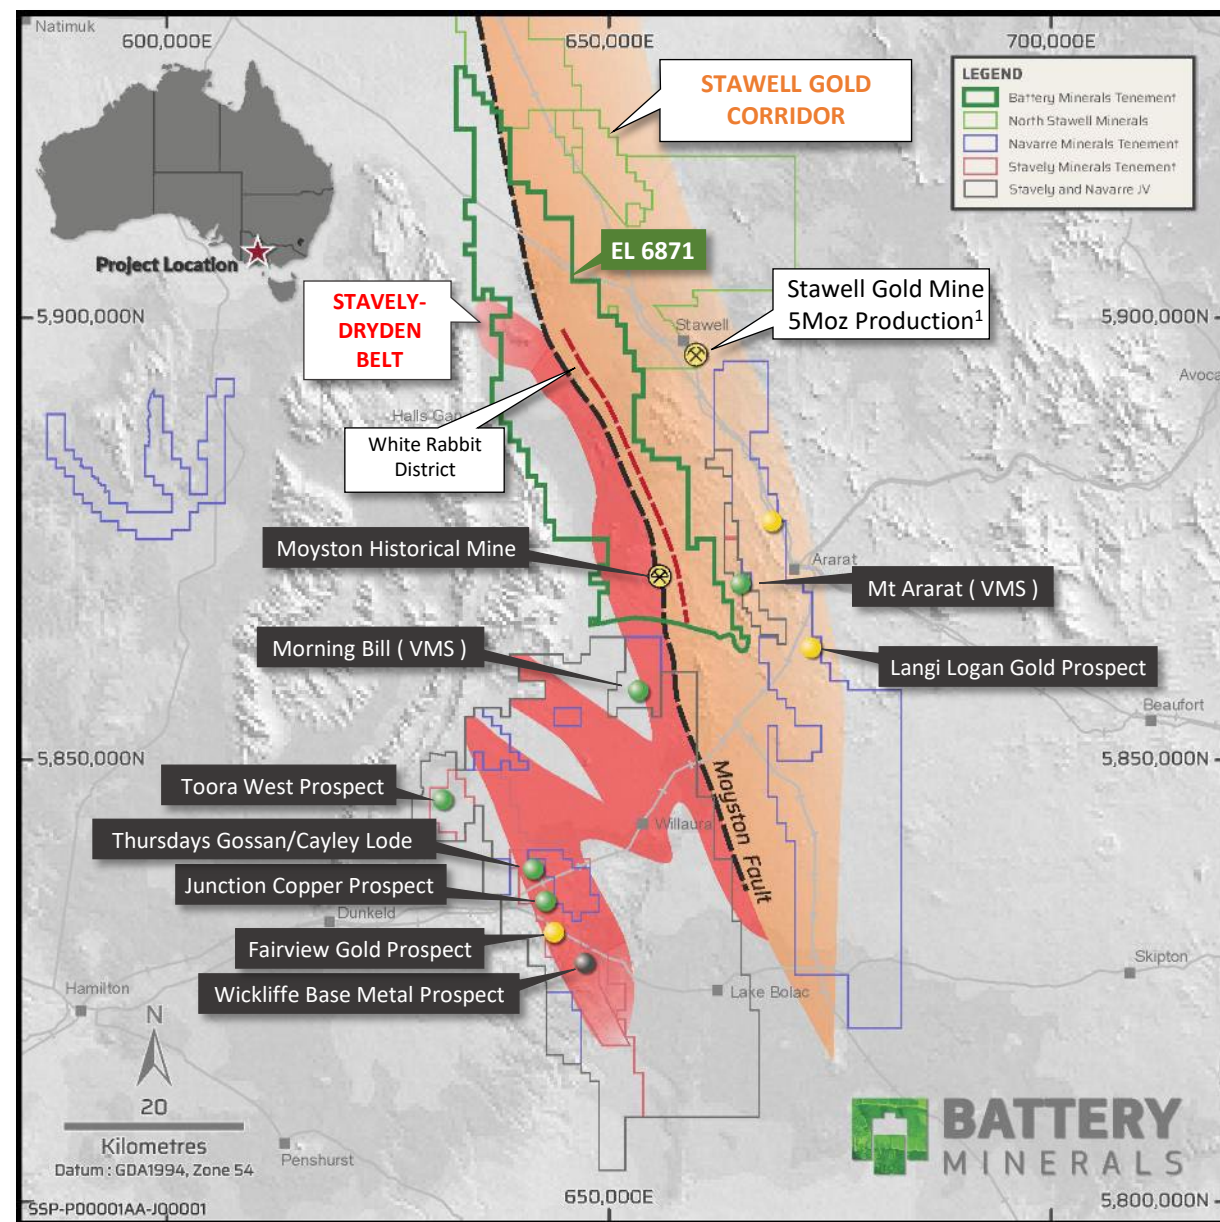 Natimuk
600,000E
650,000E
700,000E
STAWELL GOLD
CORRIDOR
LEGEND
Battery Minerals Tenement
North Stawell Minerals
Navarre Minerals Tenement
Stavely Minerals Tenement
Stavely and Navarre JV
EL 6871
Project Location
STAVELY-
DRYDEN
BELT
Stawell Gold Mine
5Moz Production1
5,900,000N
5,900,000N
Stawell
Avoca
Halls Gap
White Rabbit
District
Moyston Historical Mine
Ararat
Mt Ararat ( VMS )
Morning Bill ( VMS )
Langi Logan Gold Prospect
Beaufort
5,850,000N
5,850,000N
Moyston Fault
Toora West Prospect
Willaura
Thursdays Gossan/Cayley Lode
Junction Copper Prospect
Dunkeld
Fairview Gold Prospect
Wickliffe Base Metal Prospect
Skipton
Hamilton
Lake Bolac
N
20
Kilometres
Datum : GDA1994, Zone 54
Penshurst
BATTERY
MINERALS
SSP-P00001AA-J00001
650,000E
5,800,000N